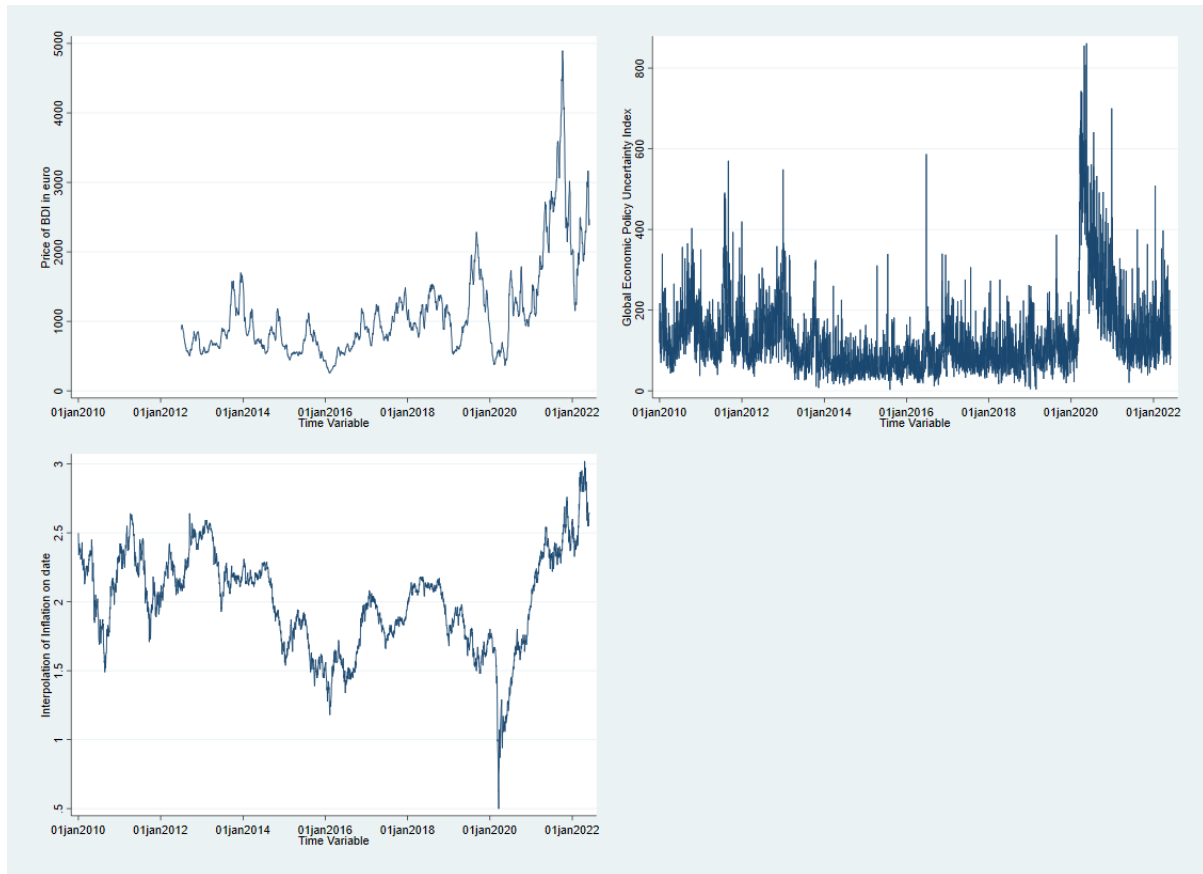 Price of BDI in euro
5000
4000
3000
2000
1000
0
01jan2010 01jan2012 01jan2014 01jan2016 01jan2018 01jan2020 01jan2022
Time Variable
Global Economic Policy Uncertainty Index
800
600
400
200
0
01jan2010 01jan2012 01jan2014 01jan2016 01jan2018 01jan2020 01jan2022
Time Variable
Interpolation of Inflation on date
3
2.5
2
1.5
1
.5
01jan2010 01jan2012 01jan2014 01jan2016 01jan2018 01jan2020 01jan2022
Time Variable